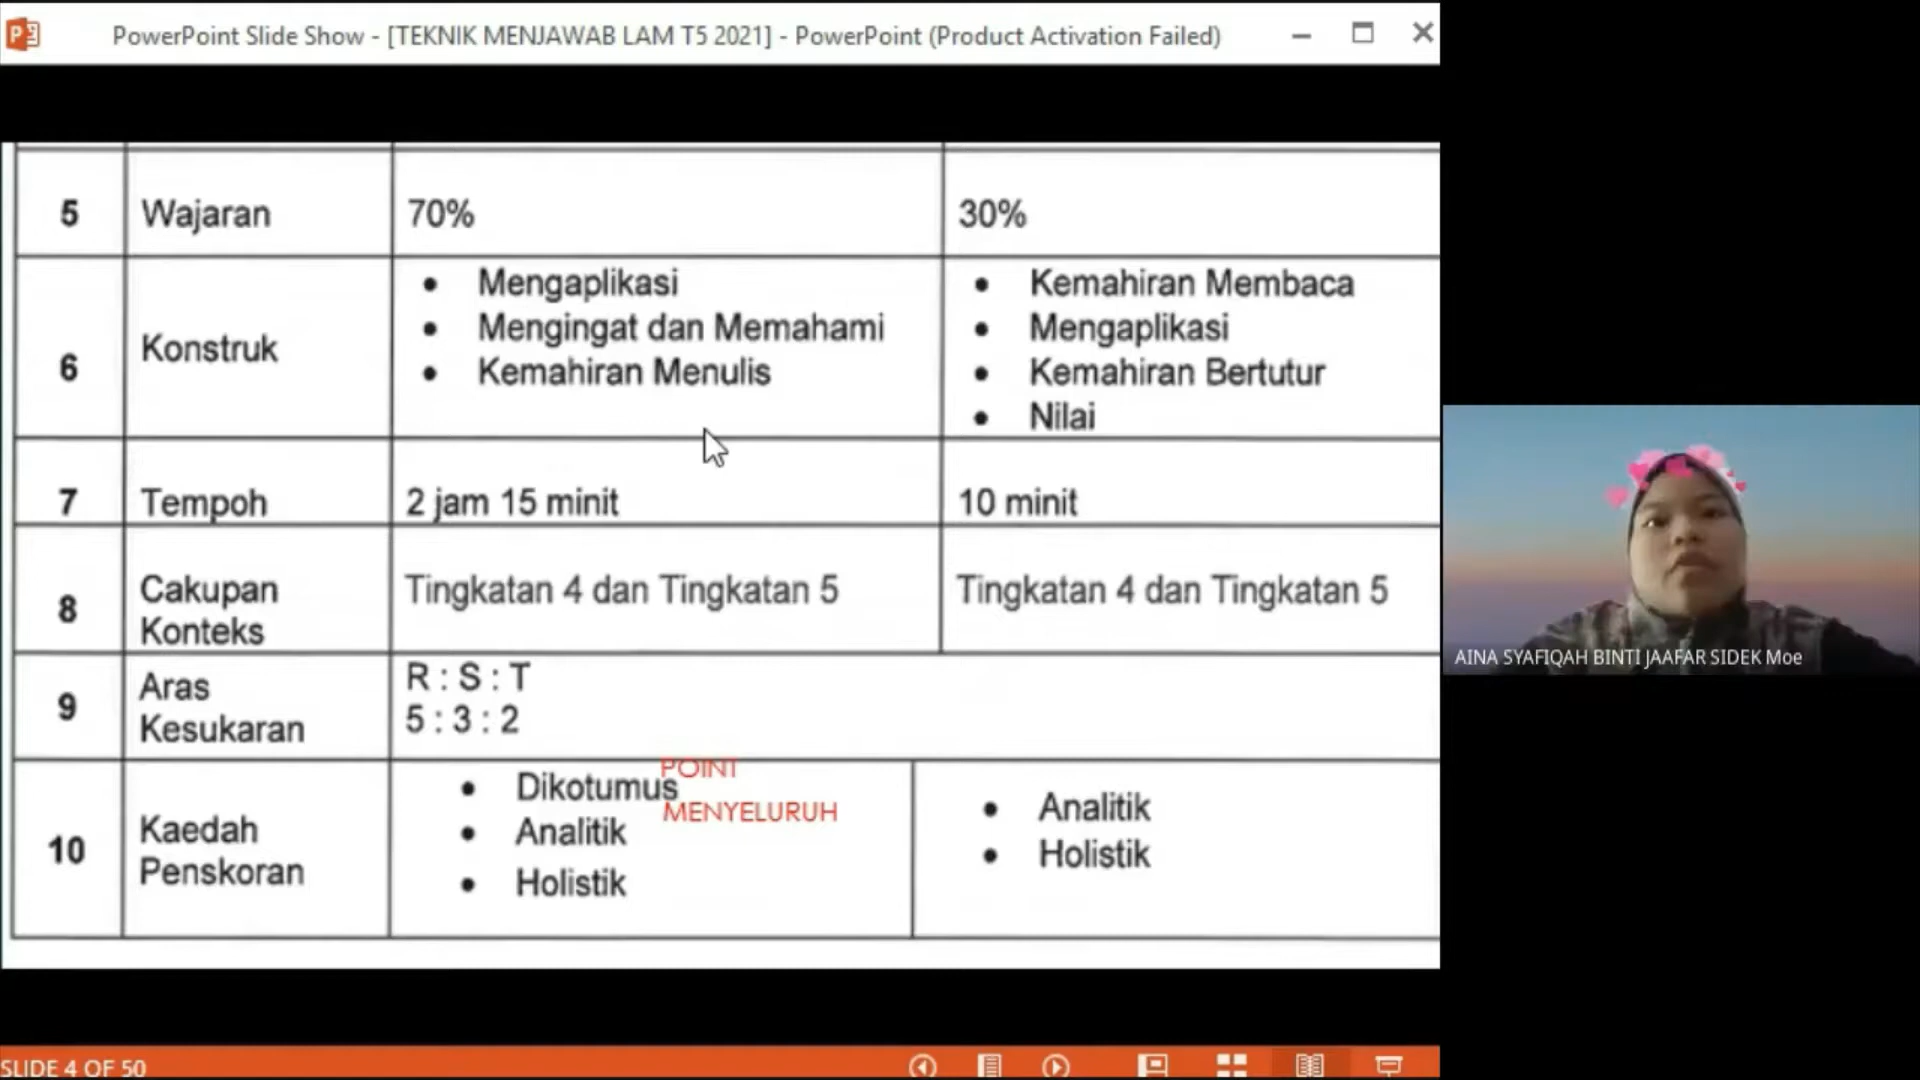 PowerPoint Slide Show - [TEKNIK MENJAWAB LAM T5 2021] - PowerPoint (Product Activation Failed)
5 Wajaran 70% 30%
6 Konstruk
Mengaplikasi
Mengingat dan Memahami
Kemahiran Menulis
Kemahiran Membaca
Mengaplikasi
Kemahiran Bertutur
Nilai
7 Tempoh 2 jam 15 minit 10 minit
8 Cakupan
Konteks
Tingkatan 4 dan Tingkatan 5
Tingkatan 4 dan Tingkatan 5
9 Aras
Kesukaran
R : S : T
5 : 3 : 2
10 Kaedah
Penskoran
Dikotumus
POINT
MENYELURUH
Analitik
Holistik
Analitik
Holistik
AINA SYAFIQAH BINTI JAAFAR SIDEK Moe
SLIDE 4 OF 50